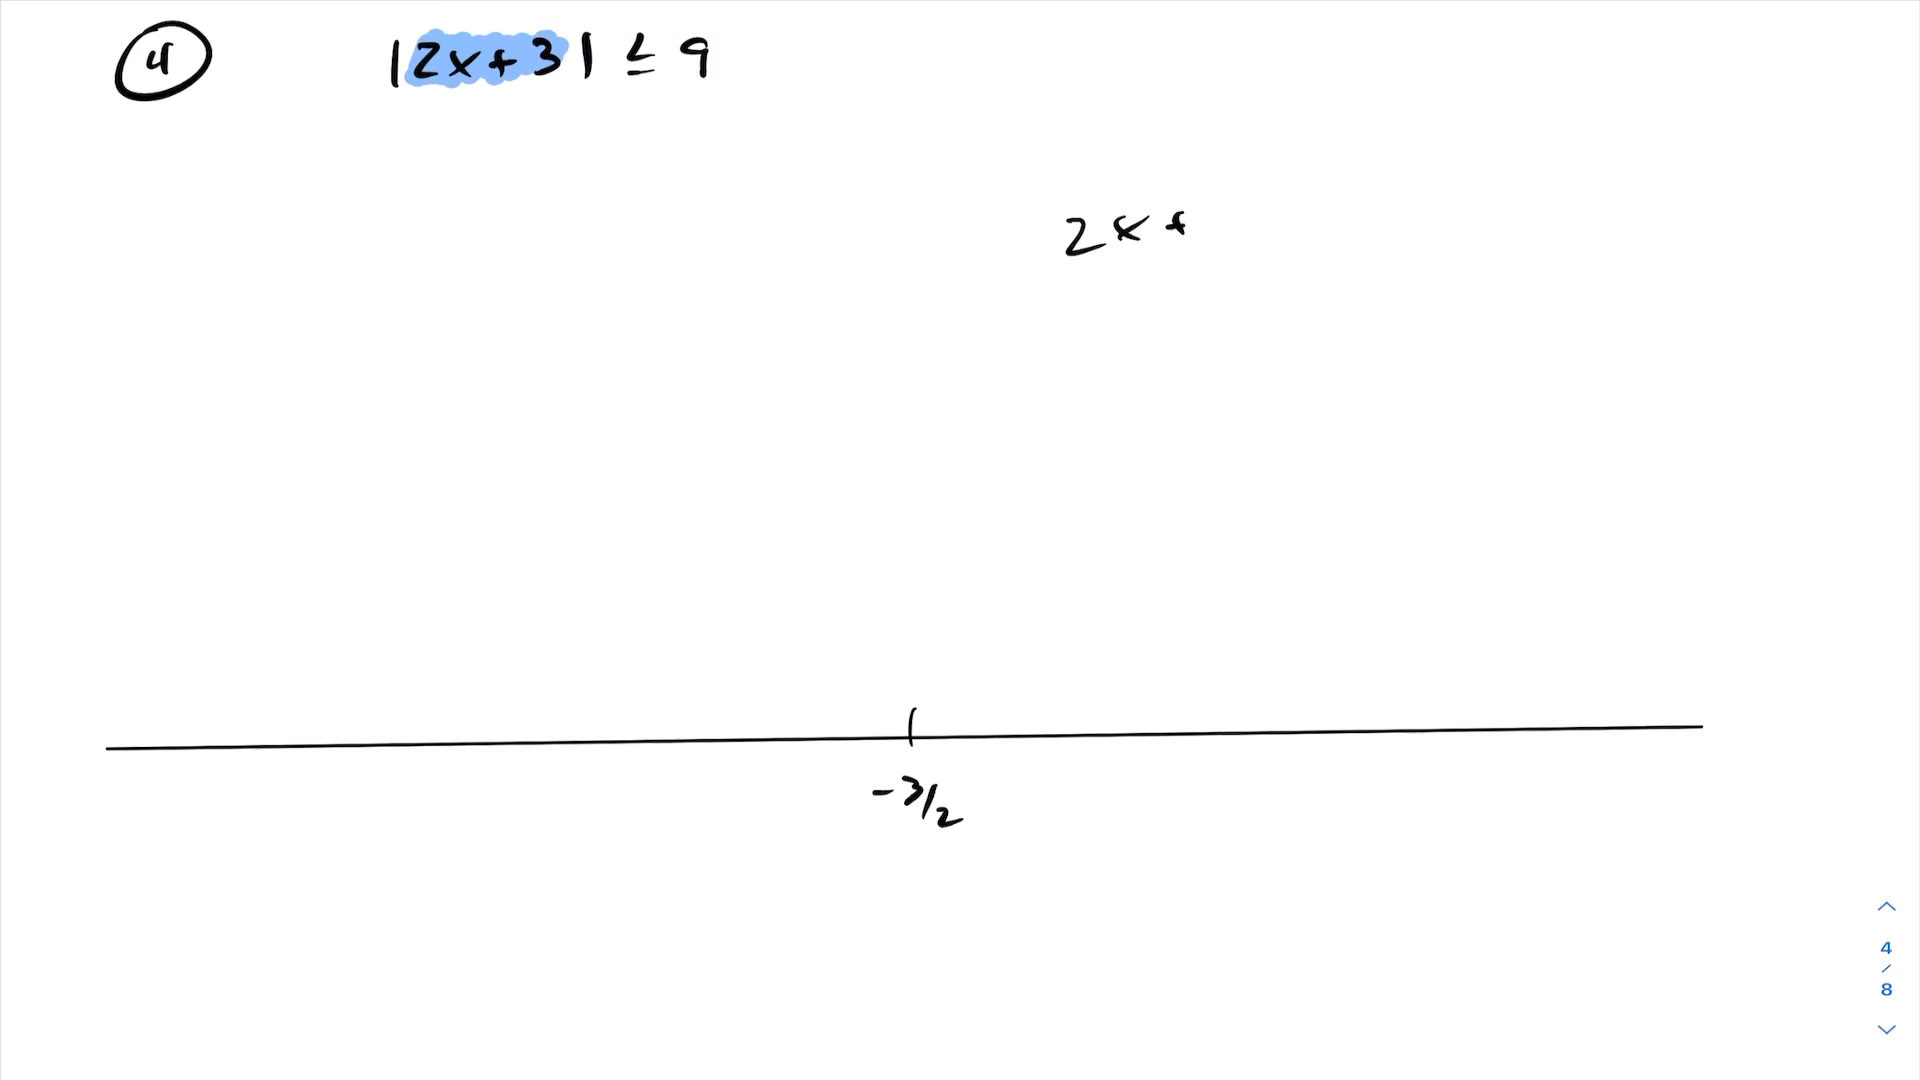 4 |2x+3| ≤ 9
2x+
-3/2
4
/
8